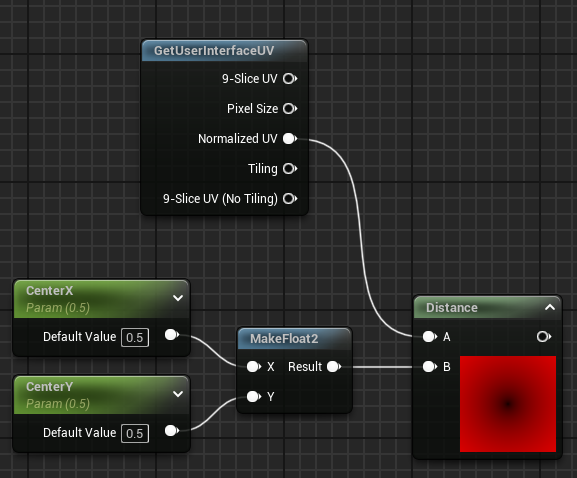 GetUserInterfaceUV
9-Slice UV
Pixel Size
Normalized UV
Tiling
9-Slice UV (No Tiling)
CenterX
Param (0.5)
Default Value 0.5
CenterY
Param (0.5)
Default Value 0.5
MakeFloat2
X Result
Y
Distance
A
B